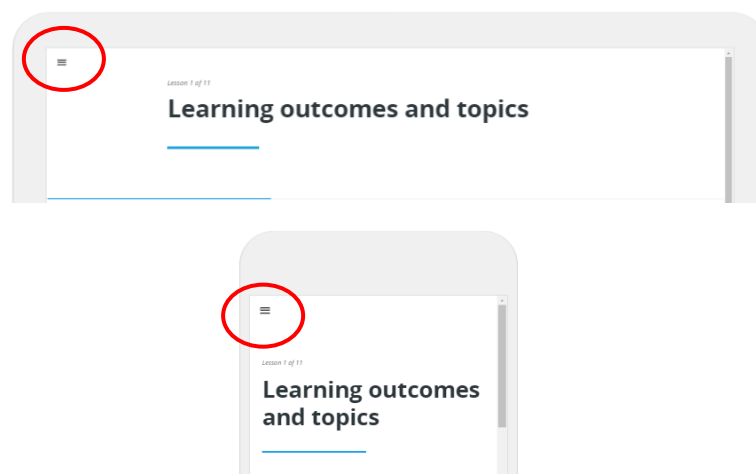 Lesson 1 of 11
Learning outcomes and topics
Lesson 1 of 11
Learning outcomes
and topics